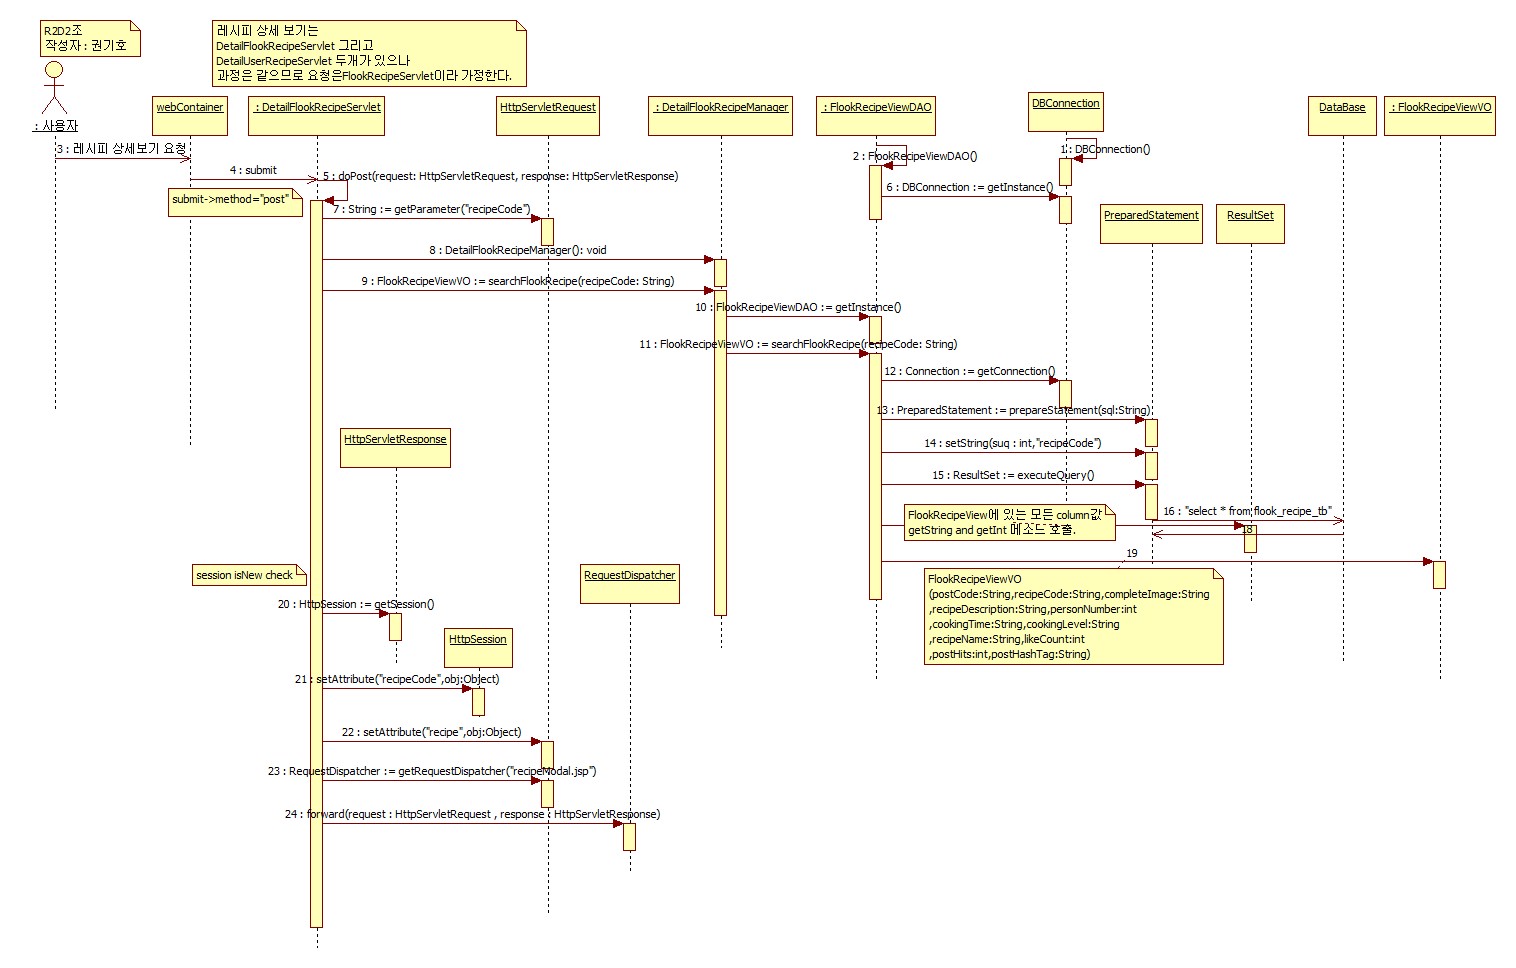 R2D2조
작성자 : 권기호
레시피 상세 보기는
DetailFlookRecipeServlet 그리고
DetailUserRecipeServlet 두개가 있으나
과정은 같으므로 요청은FlookRecipeServlet이라 가정한다.
: 사용자
webContainer
: DetailFlookRecipeServlet
HttpServletRequest
: DetailFlookRecipeManager
: FlookRecipeViewDAO
DBConnection
DataBase
: FlookRecipeViewVO
3 : 레시피 상세보기 요청
1 : DBConnection()
2 : FlookRecipeViewDAO()
4 : submit
5 : doPost(request: HttpServletRequest, response: HttpServletResponse)
6 : DBConnection := getInstance()
submit->method="post"
7 : String := getParameter("recipeCode")
PreparedStatement
ResultSet
8 : DetailFlookRecipeManager(): void
9 : FlookRecipeViewVO := searchFlookRecipe(recipeCode: String)
10 : FlookRecipeViewDAO := getInstance()
11 : FlookRecipeViewVO := searchFlookRecipe(recipeCode: String)
12 : Connection := getConnection()
13 : PreparedStatement := prepareStatement(sql:String)
HttpServletResponse
14 : setString(suq : int,"recipeCode")
15 : ResultSet := executeQuery()
FlookRecipeView에 있는 모든 column값
getString and getInt 메소드 호출.
16 : "select * from flook_recipe_tb"
18
19
session isNew check
RequestDispatcher
FlookRecipeViewVO
(postCode:String,recipeCode:String,completeImage:String
,recipeDescription:String,personNumber:int
,cookingTime:String,cookingLevel:String
,recipeName:String,likeCount:int
,postHits:int,postHashTag:String)
20 : HttpSession := getSession()
HttpSession
21 : setAttribute("recipeCode",obj:Object)
22 : setAttribute("recipe",obj:Object)
23 : RequestDispatcher := getRequestDispatcher("recipeModal.jsp")
24 : forward(request : HttpServletRequest , response : HttpServletResponse)